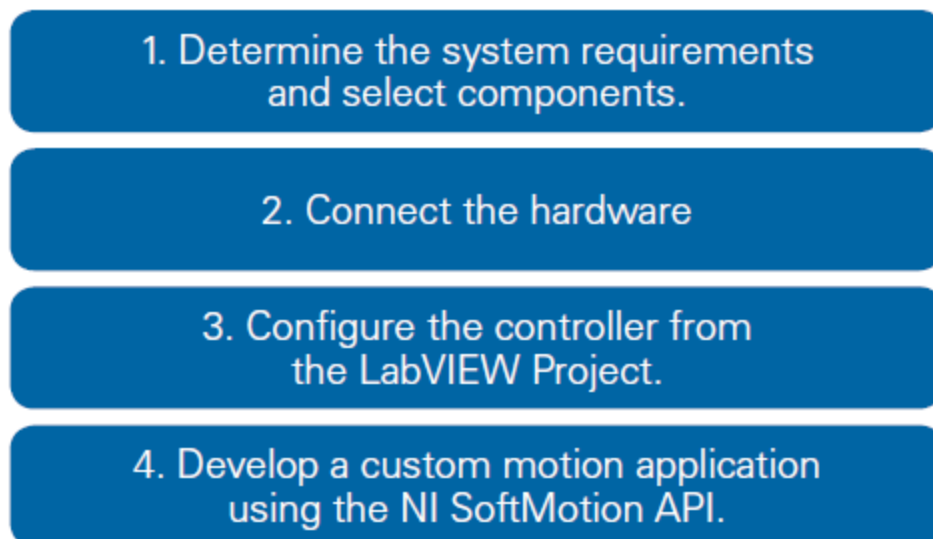 1. Determine the system requirements
and select components.
2. Connect the hardware
3. Configure the controller from
the LabVIEW Project.
4. Develop a custom motion application
using the NI SoftMotion API.